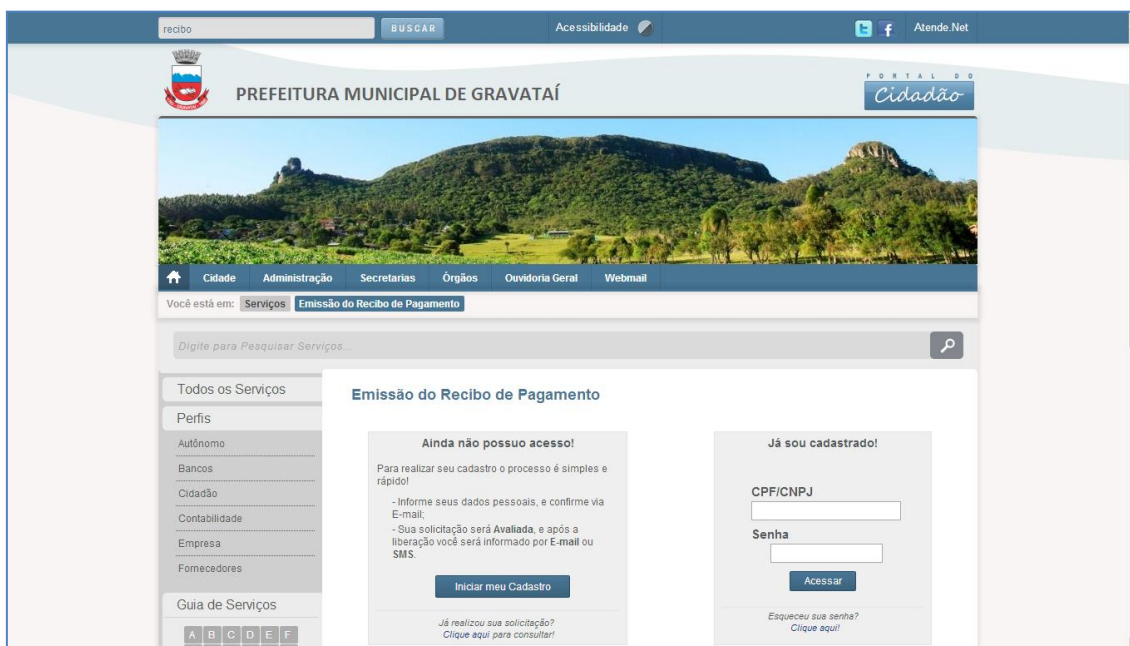 recibo
BUSCAR
Acessibilidade
Atende.Net
PREFEITURA MUNICIPAL DE GRAVATAÍ
PORTAL DO
Cidadão
Cidade Administração Secretarias Órgãos Ouvidoria Geral Webmail
Você está em: Serviços Emissão do Recibo de Pagamento
Digite para Pesquisar Serviços...
Todos os Serviços
Perfis
Autônomo
Bancos
Cidadão
Contabilidade
Empresa
Fornecedores
Guia de Serviços
A B C D E F
Emissão do Recibo de Pagamento
Ainda não possuo acesso!
Para realizar seu cadastro o processo é simples e
rápido!
- Informe seus dados pessoais, e confirme via
E-mail;
- Sua solicitação será Avaliada, e após a
liberação você será informado por E-mail ou
SMS.
Iniciar meu Cadastro
Já realizou sua solicitação?
Clique aqui para consultar!
Já sou cadastrado!
CPF/CNPJ
Senha
Acessar
Esqueceu sua senha?
Clique aqui!